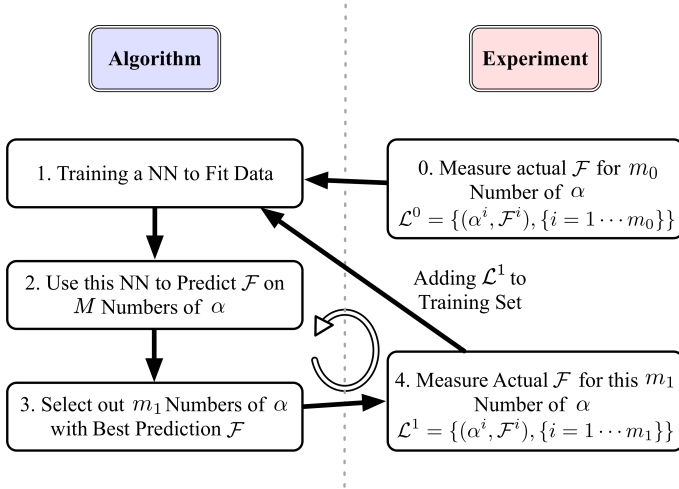 Algorithm
Experiment
1. Training a NN to Fit Data
0. Measure actual ℱ for m₀
Number of α
ℒ⁰ = {(αⁱ, ℱⁱ), {i = 1 ⋯ m₀}}
2. Use this NN to Predict ℱ on
M Numbers of α
Adding ℒ¹ to
Training Set
3. Select out m₁ Numbers of α
with Best Prediction ℱ
4. Measure Actual ℱ for this m₁
Number of α
ℒ¹ = {(αⁱ, ℱⁱ), {i = 1 ⋯ m₁}}